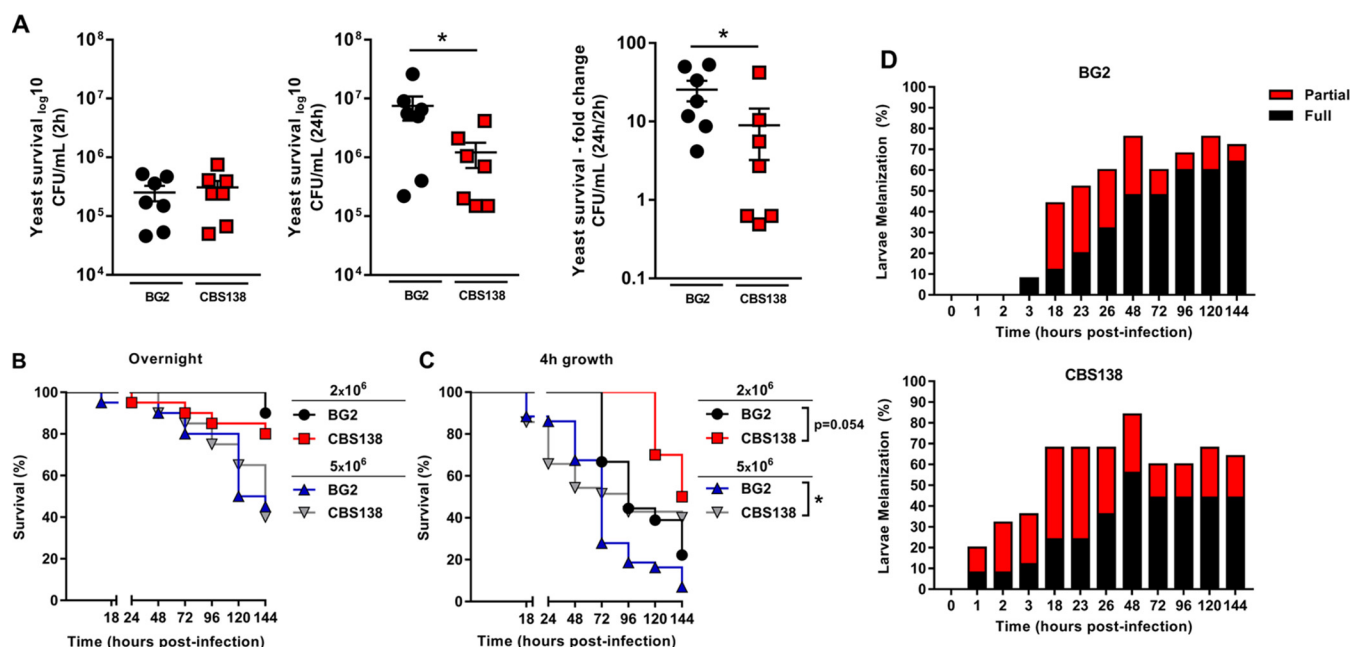 A
Yeast survival log10
CFU/mL (2h)
10^8
10^7
10^6
10^5
10^4
BG2
CBS138
Yeast survival log10
CFU/mL (24h)
10^8
10^7
10^6
10^5
10^4
*
BG2
CBS138
Yeast survival - fold change
CFU/mL (24h/2h)
100
10
1
0.1
*
BG2
CBS138
B
Overnight
Survival (%)
100
80
60
40
20
0
18 24 48 72 96 120 144
Time (hours post-infection)
2x10^6
BG2
CBS138
5x10^6
BG2
CBS138
C
4h growth
Survival (%)
100
80
60
40
20
0
18 24 48 72 96 120 144
Time (hours post-infection)
2x10^6
BG2
CBS138
p=0.054
5x10^6
BG2
CBS138
*
D
BG2
Partial
Full
Larvae Melanization (%)
100
90
80
70
60
50
40
30
20
10
0
0 1 2 3 18 23 26 48 72 96 120 144
Time (hours post-infection)
CBS138
Larvae Melanization (%)
100
90
80
70
60
50
40
30
20
10
0
0 1 2 3 18 23 26 48 72 96 120 144
Time (hours post-infection)